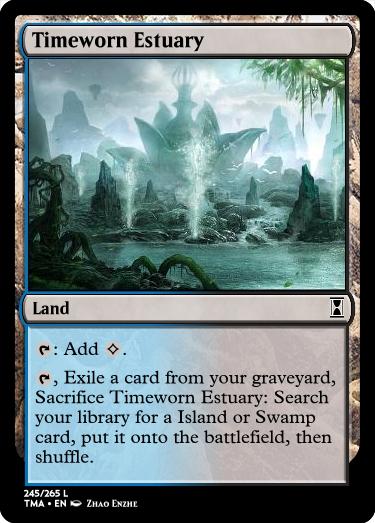 Timeworn Estuary
Land
: Add .
, Exile a card from your graveyard,
Sacrifice Timeworn Estuary: Search
your library for a Island or Swamp
card, put it onto the battlefield, then
shuffle.
245/265 L
TMA • EN Zhao Enzhe